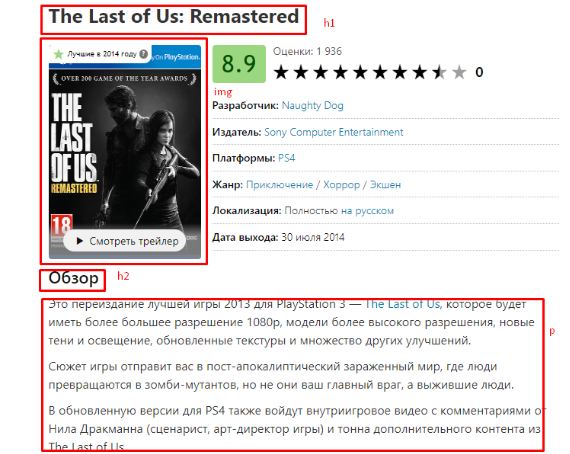 The Last of Us: Remastered
h1
Лучшие в 2014 году ?
On PlayStation.
OVER 200 GAME OF THE YEAR AWARDS
THE
LAST
OF US
REMASTERED
18
Смотреть трейлер
8.9
Оценки: 1 936
0
img
Разработчик: Naughty Dog
Издатель: Sony Computer Entertainment
Платформы: PS4
Жанр: Приключение / Хоррор / Экшен
Локализация: Полностью на русском
Дата выхода: 30 июля 2014
Обзор
h2
Это переиздание лучшей игры 2013 для PlayStation 3 — The Last of Us, которое будет
иметь более большее разрешение 1080p, модели более высокого разрешения, новые
тени и освещение, обновленные текстуры и множество других улучшений.
p
Сюжет игры отправит вас в пост-апокалиптический зараженный мир, где люди
превращаются в зомби-мутантов, но не они ваш главный враг, а выжившие люди.
В обновленную версии для PS4 также войдут внутриигровое видео с комментариями от
Нила Дракманна (сценарист, арт-директор игры) и тонна дополнительного контента из
The Last of Us